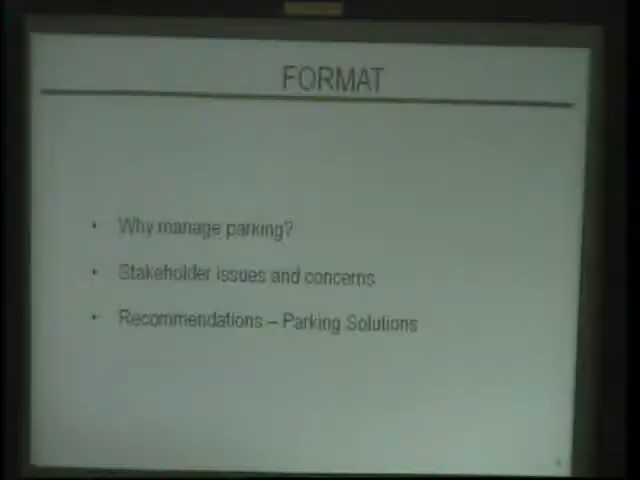 FORMAT
• Why manage parking?
• Stakeholder issues and concerns
• Recommendations – Parking Solutions